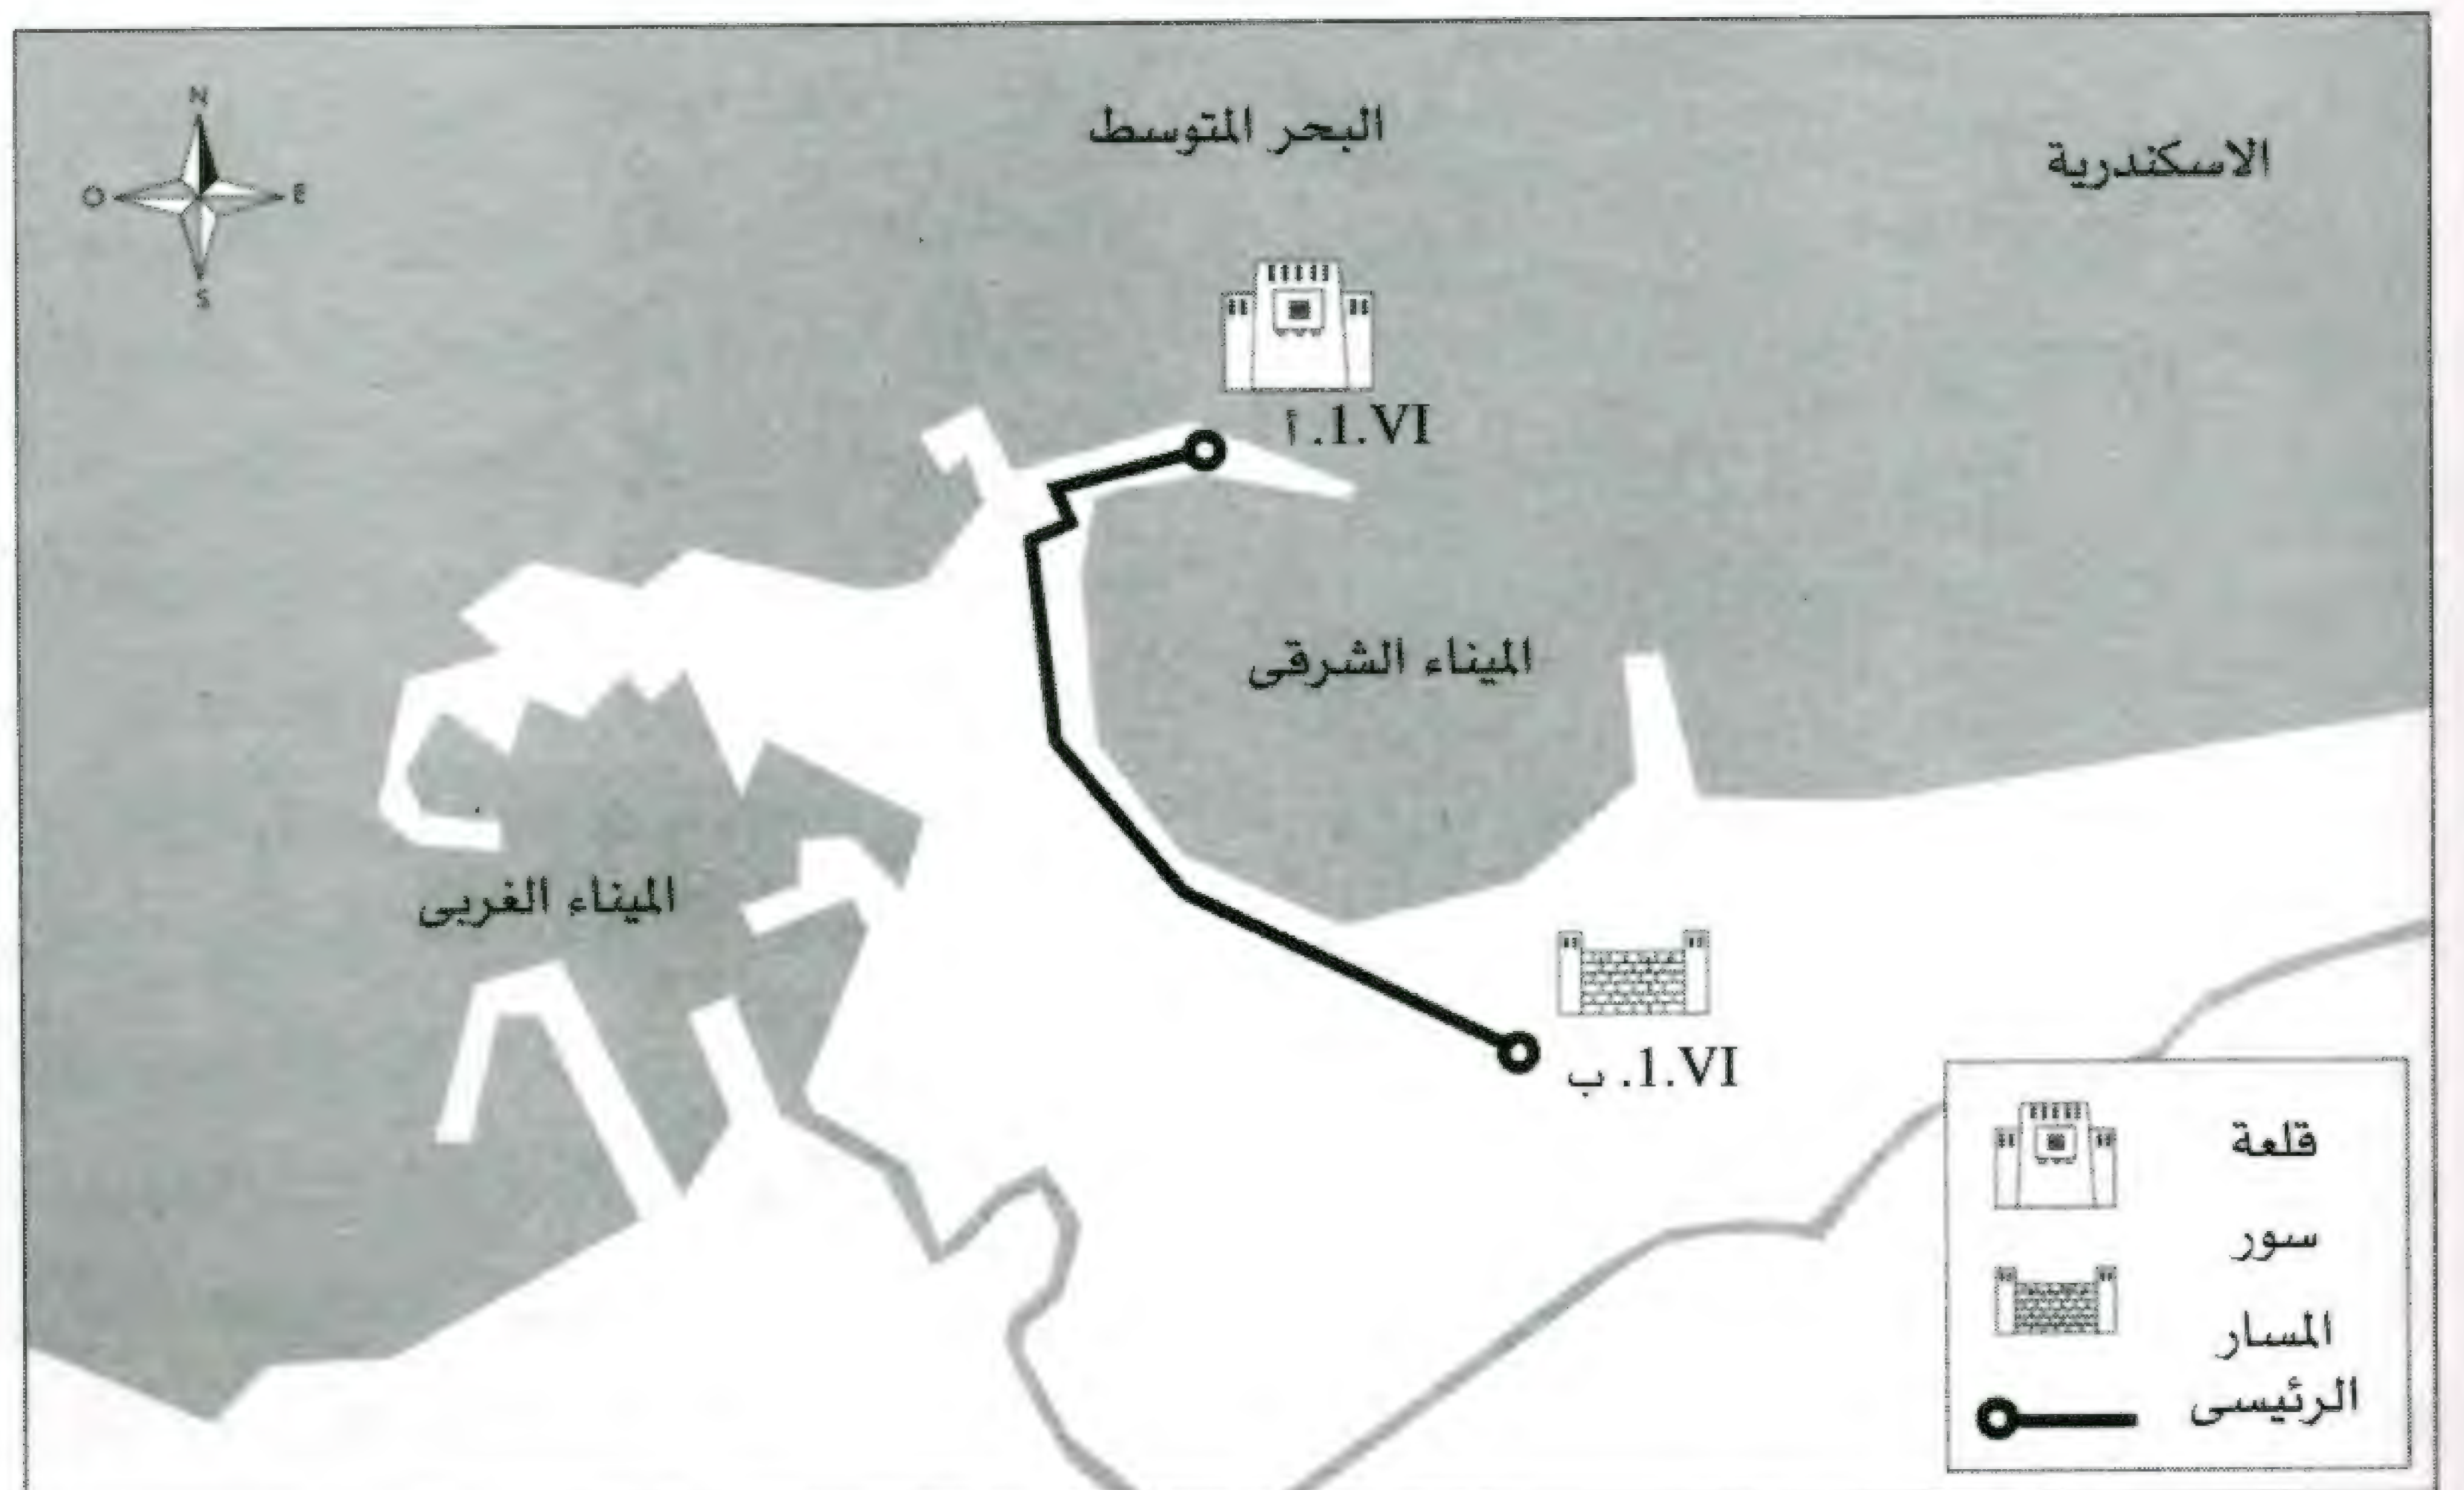 N
البحر المتوسط
الاسكندرية
O
E
S
أ .1.VI
الميناء الشرقى
الميناء الغربى
ب .1.VI
قلعة
سور
المسار
الرئيسى